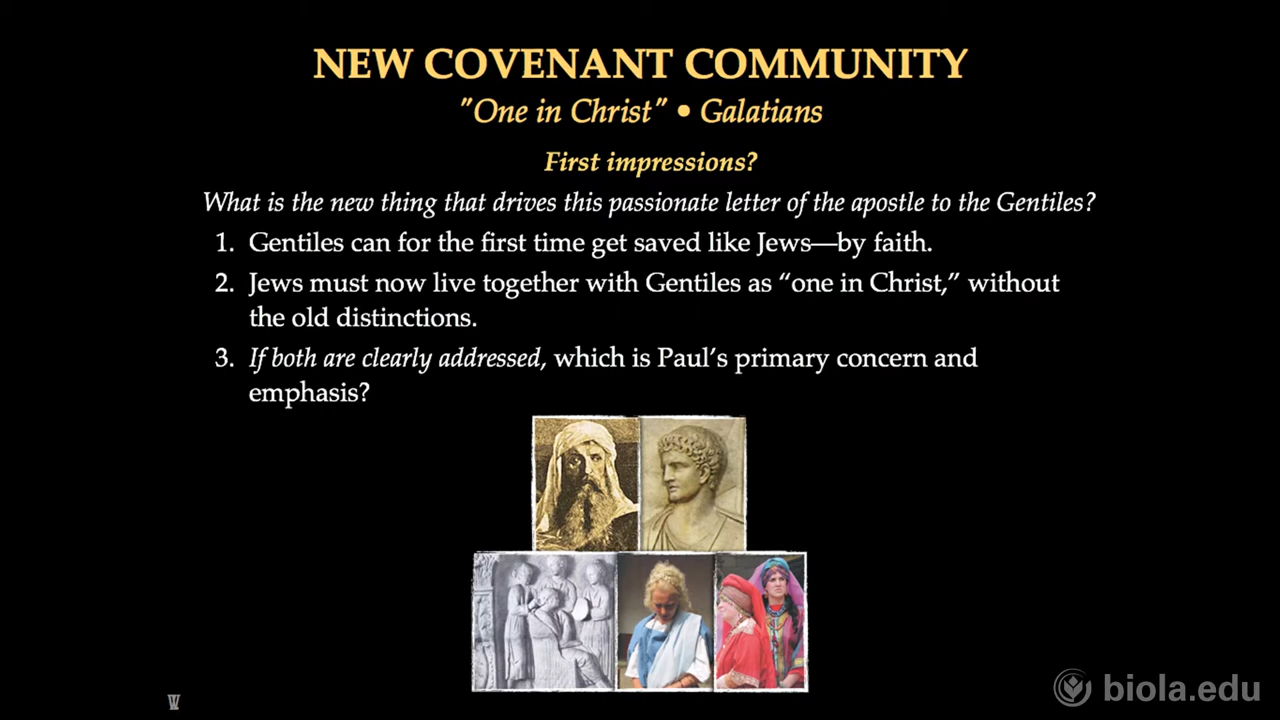 NEW COVENANT COMMUNITY
"One in Christ" • Galatians
First impressions?
What is the new thing that drives this passionate letter of the apostle to the Gentiles?
1. Gentiles can for the first time get saved like Jews—by faith.
2. Jews must now live together with Gentiles as “one in Christ,” without
the old distinctions.
3. If both are clearly addressed, which is Paul’s primary concern and
emphasis?
biola.edu